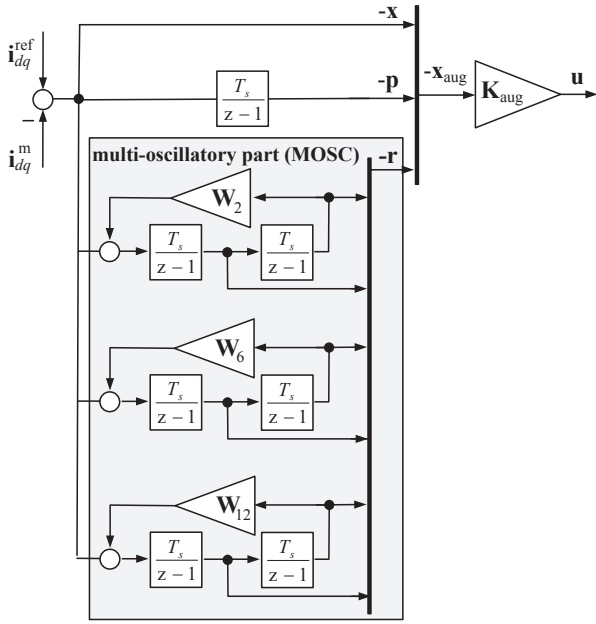 -x
i_dq^ref
-p
-x_aug
K_aug
u
T_s
z − 1
−
i_dq^m
multi-oscillatory part (MOSC)
-r
W_2
T_s
z − 1
T_s
z − 1
W_6
T_s
z − 1
T_s
z − 1
W_12
T_s
z − 1
T_s
z − 1